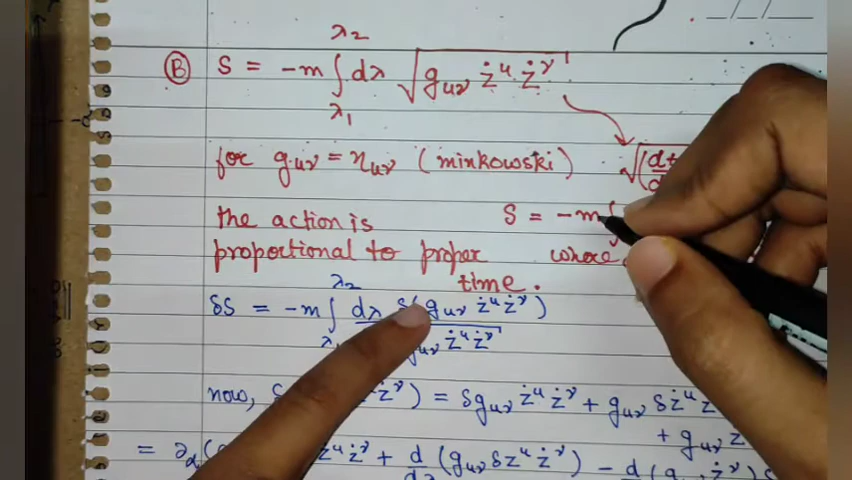 λ₂
Ⓑ S = -m ∫ dλ √(g_{μν} ż^μ ż^ν)
λ₁
for g_{μν} = η_{μν} (minkowski) √(dt
the action is S = -m∫
proportional to proper where
time.
λ₂
δS = -m ∫ dλ δ(g_{μν} ż^μ ż^ν)
g_{μν} ż^μ ż^ν
now, ż^ν) = δg_{μν} ż^μ ż^ν + g_{μν} δż^μ ż
+ g_{μν} ż
= ∂_α ż^μ ż^ν + d/dλ (g_{μν} δz^μ ż^ν) - d